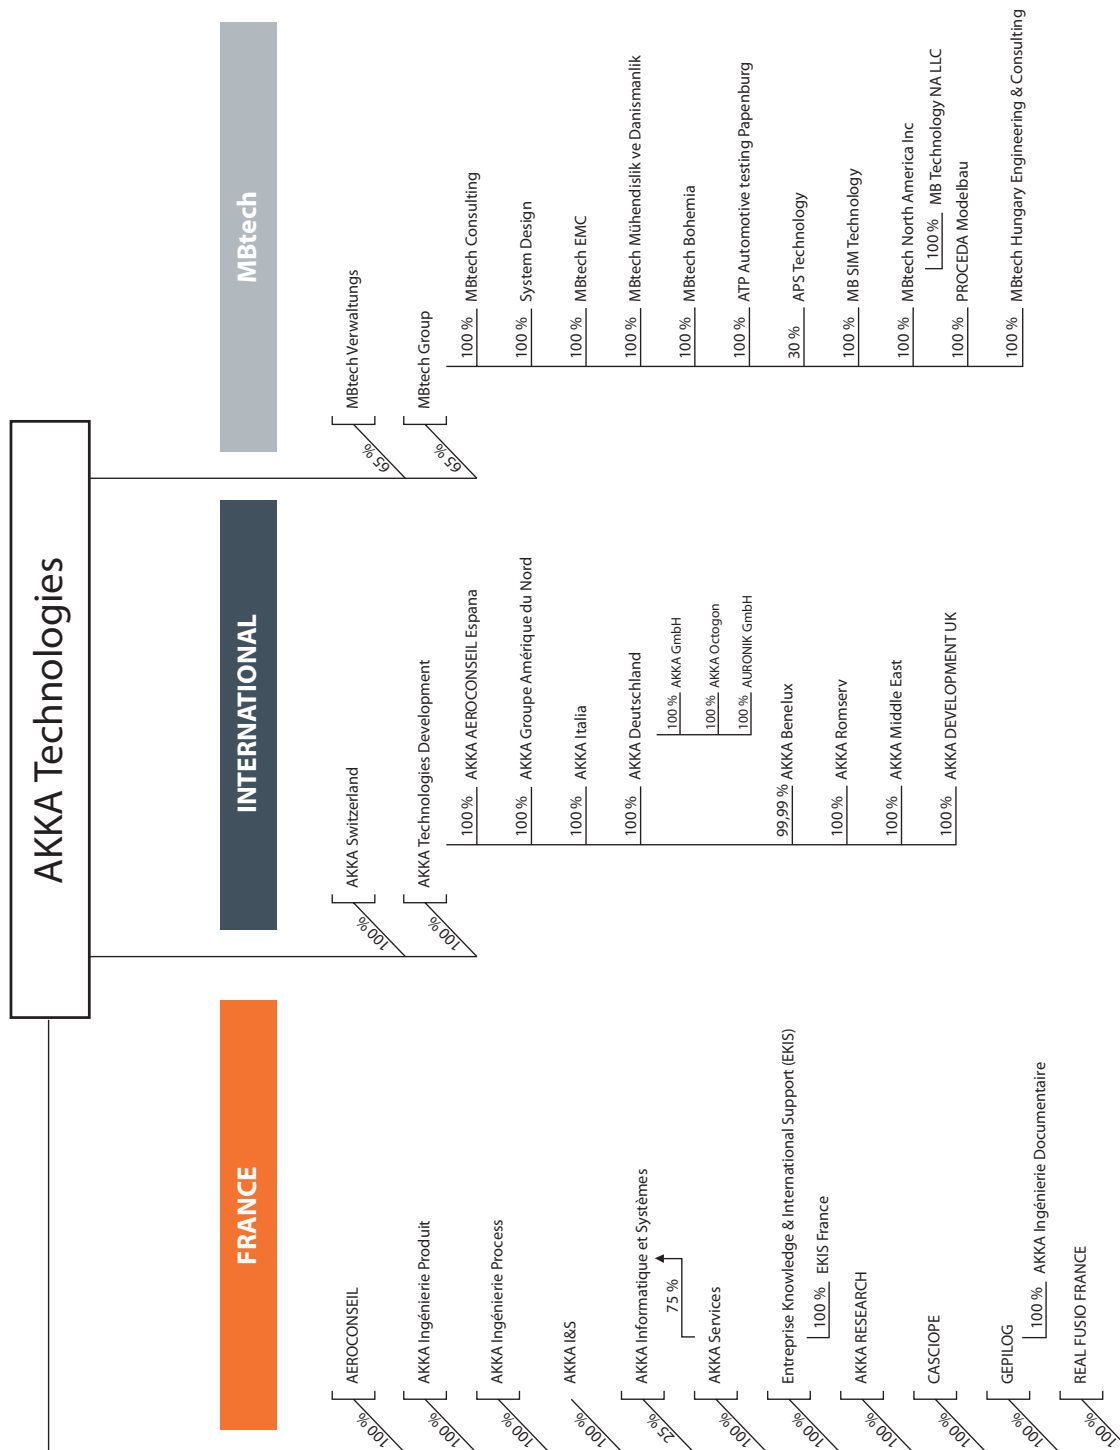 AKKA Technologies
FRANCE
100 %
AEROCONSEIL
100 %
AKKA Ingénierie Produit
100 %
AKKA Ingénierie Process
100 %
AKKA I&S
25 %
AKKA Informatique et Systèmes
75 %
100 %
AKKA Services
100 %
Entreprise Knowledge & International Support (EKIS)
100 % EKIS France
100 %
AKKA RESEARCH
100 %
CASCIOPE
100 %
GEPILOG
100 % AKKA Ingénierie Documentaire
100 %
REAL FUSIO FRANCE
INTERNATIONAL
100 %
AKKA Switzerland
100 %
AKKA Technologies Development
100 % AKKA AEROCONSEIL Espana
100 % AKKA Groupe Amérique du Nord
100 % AKKA Italia
100 % AKKA Deutschland
100 % AKKA GmbH
100 % AKKA Octogon
100 % AURONIK GmbH
99,99 % AKKA Benelux
100 % AKKA Romserv
100 % AKKA Middle East
100 % AKKA DEVELOPMENT UK
MBtech
65 %
MBtech Verwaltungs
65 %
MBtech Group
100 % MBtech Consulting
100 % System Design
100 % MBtech EMC
100 % MBtech Mühendislik ve Danismanlik
100 % MBtech Bohemia
100 % ATP Automotive testing Papenburg
30 % APS Technology
100 % MB SIM Technology
100 % MBtech North America Inc
100 % MB Technology NA LLC
100 % PROCEDA Modelbau
100 % MBtech Hungary Engineering & Consulting